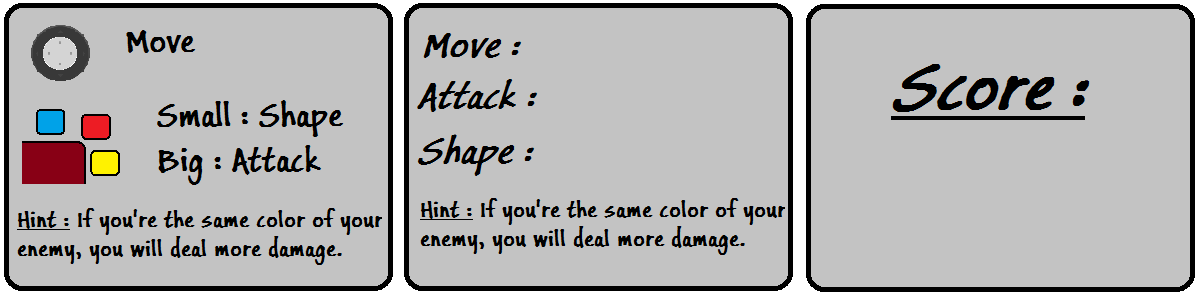 Move
Small : Shape
Big : Attack
Hint : If you're the same color of your
enemy, you will deal more damage.
Move :
Attack :
Shape :
Hint : If you're the same color of your
enemy, you will deal more damage.
Score :